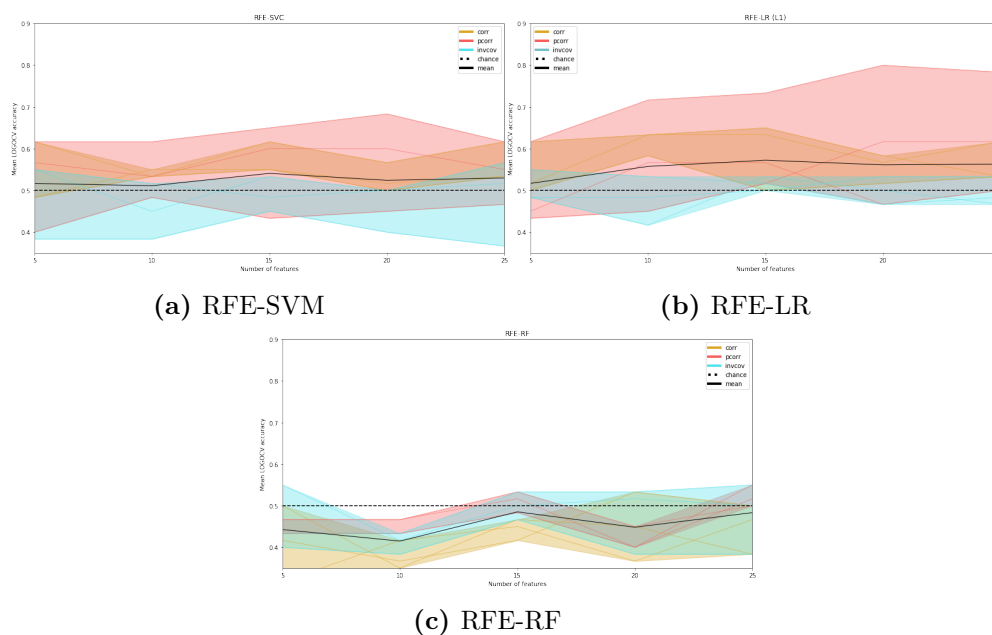 RFE-SVC
0.9
0.8
0.7
0.6
0.5
0.4
Mean LOGOCV accuracy
corr
pcorr
invcov
chance
mean
5
10
15
20
25
Number of features
(a) RFE-SVM
RFE-LR (L1)
0.9
0.8
0.7
0.6
0.5
0.4
Mean LOGOCV accuracy
corr
pcorr
invcov
chance
mean
5
10
15
20
Number of features
(b) RFE-LR
RFE-RF
0.9
0.8
0.7
0.6
0.5
0.4
Mean LOGOCV accuracy
corr
pcorr
invcov
chance
mean
5
10
15
20
25
Number of features
(c) RFE-RF